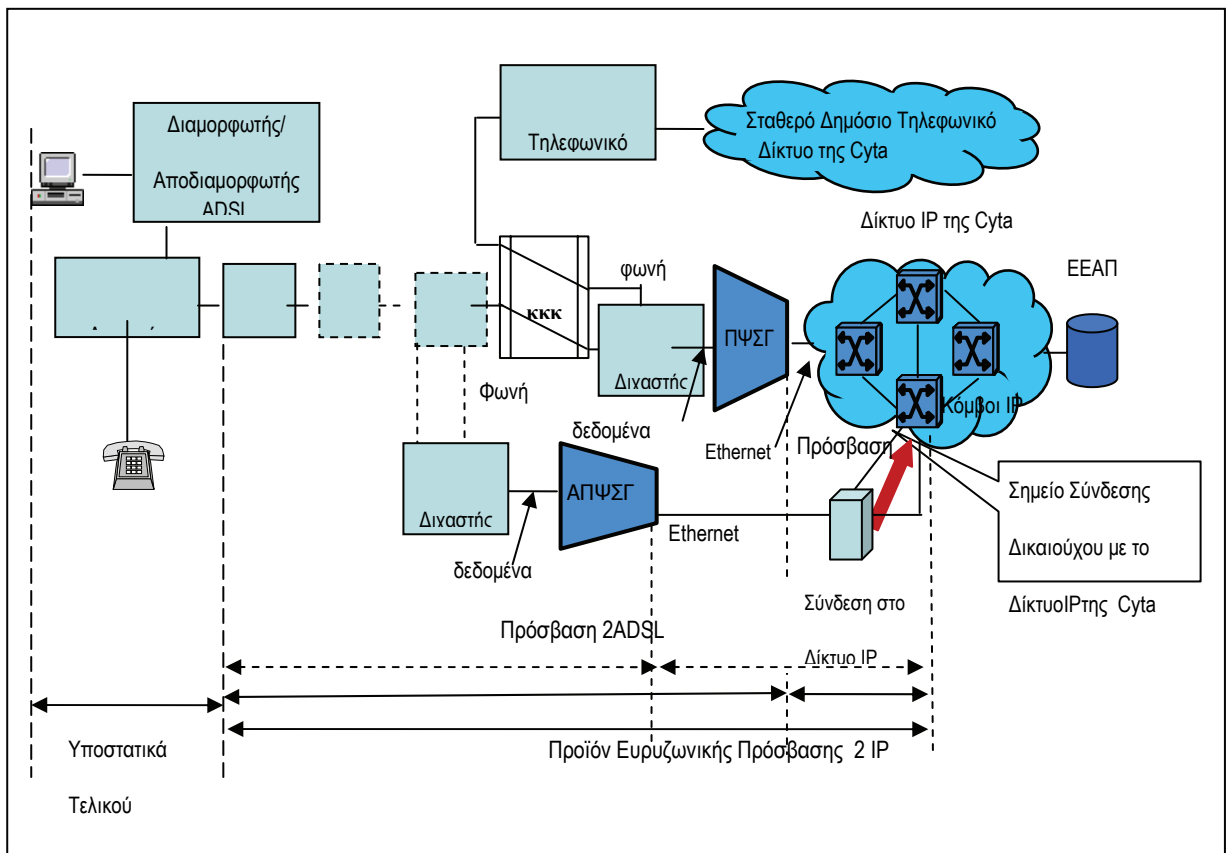 Διαμορφωτής/
Αποδιαμορφωτής
ADSL
Τηλεφωνικό
Σταθερό Δημόσιο Τηλεφωνικό
Δίκτυο της Cyta
Δίκτυο IP της Cyta
ΕΕΑΠ
φωνή
κκκ
ΠΨΣΓ
Διχαστής
Κόμβοι IP
Φωνή
δεδομένα
Ethernet
Πρόσβαση
ΑΠΨΣΓ
Διχαστής
Ethernet
δεδομένα
Σημείο Σύνδεσης
Δικαιούχου με το
ΔίκτυοIPτης Cyta
Σύνδεση στο
Δίκτυο IP
Πρόσβαση 2ADSL
Υποστατικά
Τελικού
Προϊόν Ευρυζωνικής Πρόσβασης 2 IP